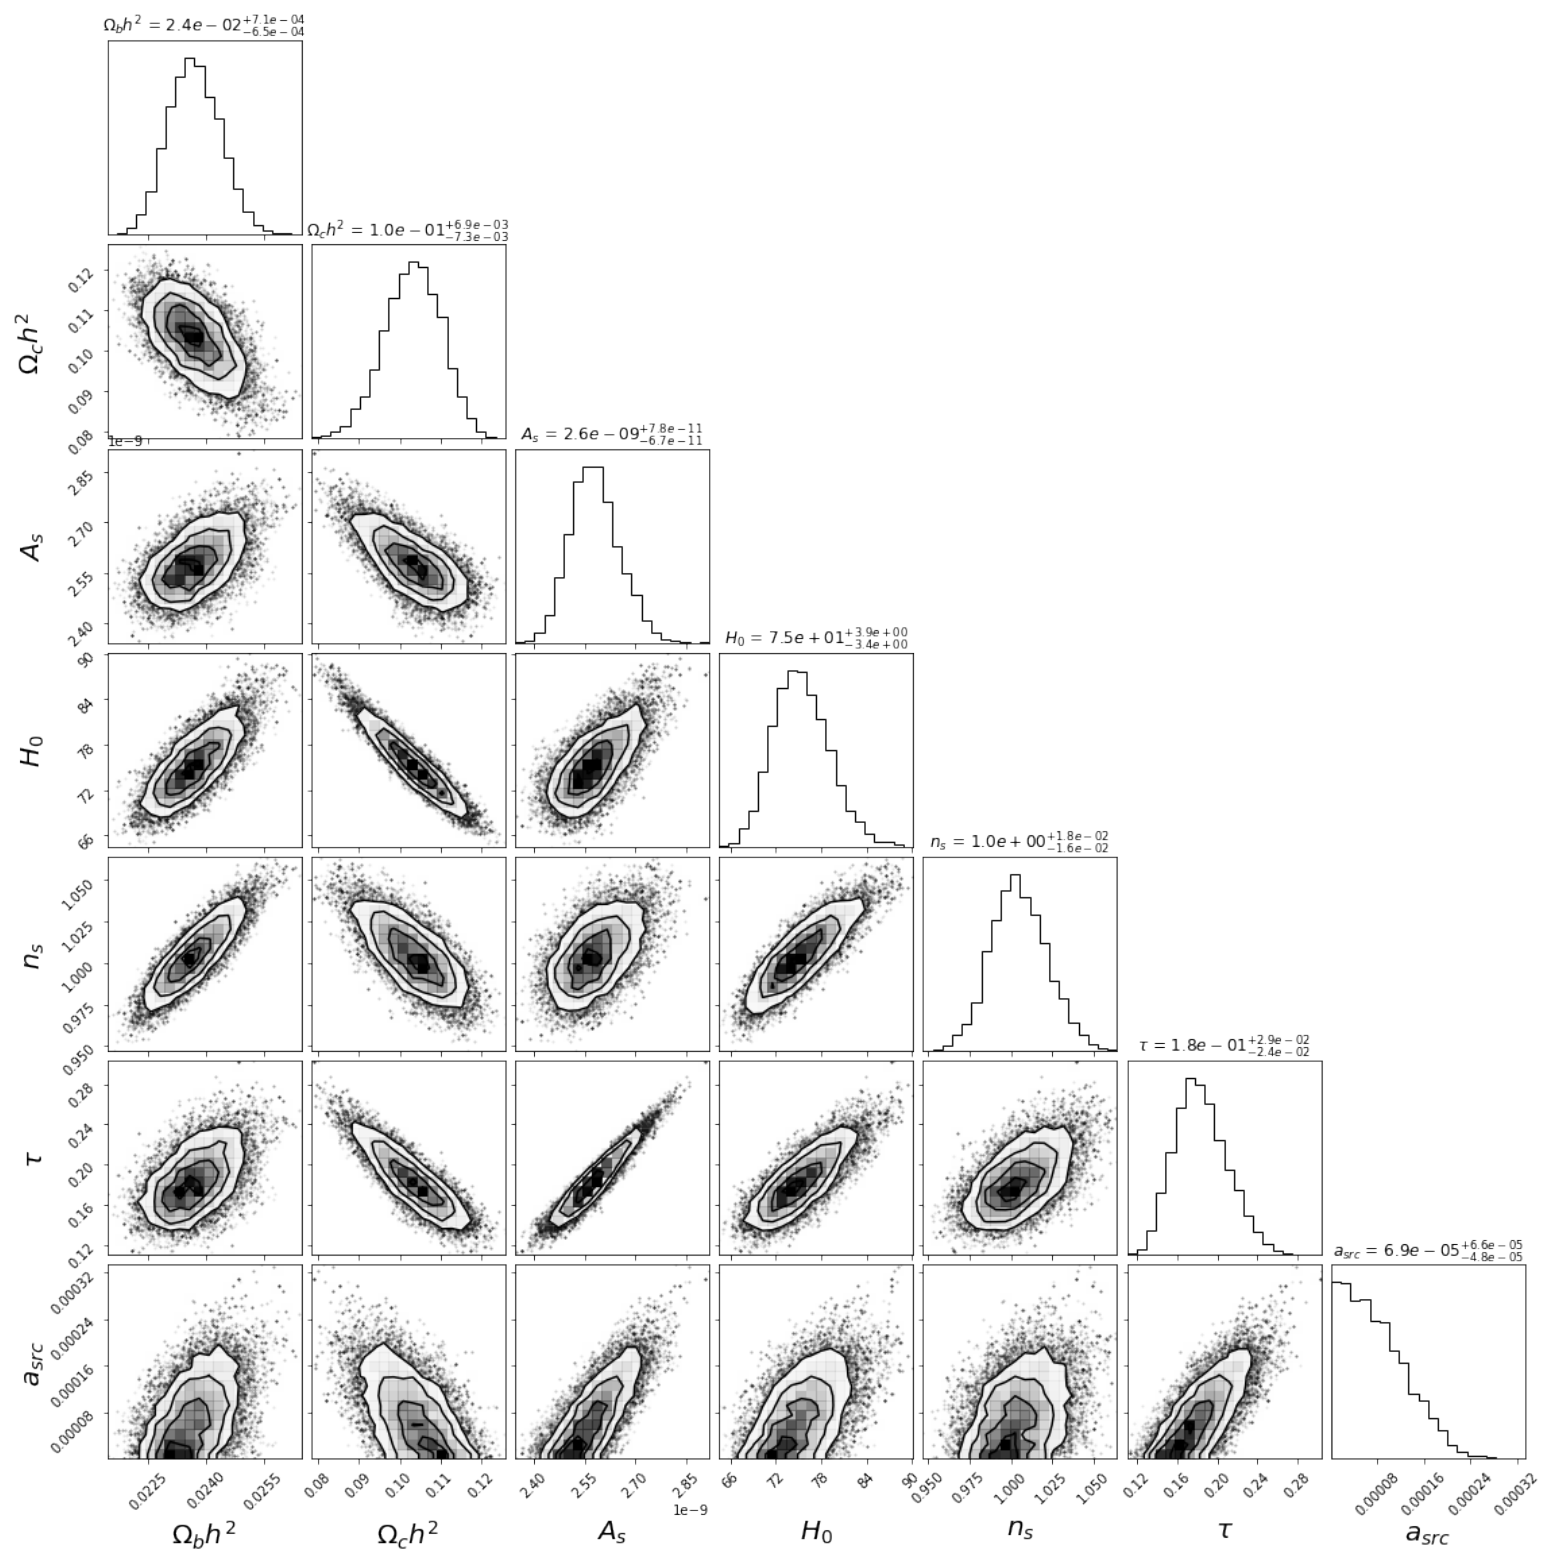 Ω_b h² = 2.4e−02 +7.1e−04 −6.5e−04
Ω_c h² = 1.0e−01 +6.9e−03 −7.3e−03
0.12
0.11
0.10
0.09
0.08
Ω_c h²
1e−9
A_s = 2.6e−09 +7.8e−11 −6.7e−11
2.85
2.70
2.55
2.40
A_s
H_0 = 7.5e+01 +3.9e+00 −3.4e+00
90
84
78
72
66
H_0
n_s = 1.0e+00 +1.8e−02 −1.6e−02
1.050
1.025
1.000
0.975
0.950
n_s
τ = 1.8e−01 +2.9e−02 −2.4e−02
0.28
0.24
0.20
0.16
0.12
τ
a_src = 6.9e−05 +6.6e−05 −4.8e−05
0.00032
0.00024
0.00016
0.00008
a_src
0.0225 0.0240 0.0255 0.08 0.09 0.10 0.11 0.12 2.40 2.55 2.70 2.85 66 72 78 84 90 0.950 0.975 1.000 1.025 1.050 0.12 0.16 0.20 0.24 0.28 0.00008 0.00016 0.00024 0.00032
1e−9
Ω_b h² Ω_c h² A_s H_0 n_s τ a_src